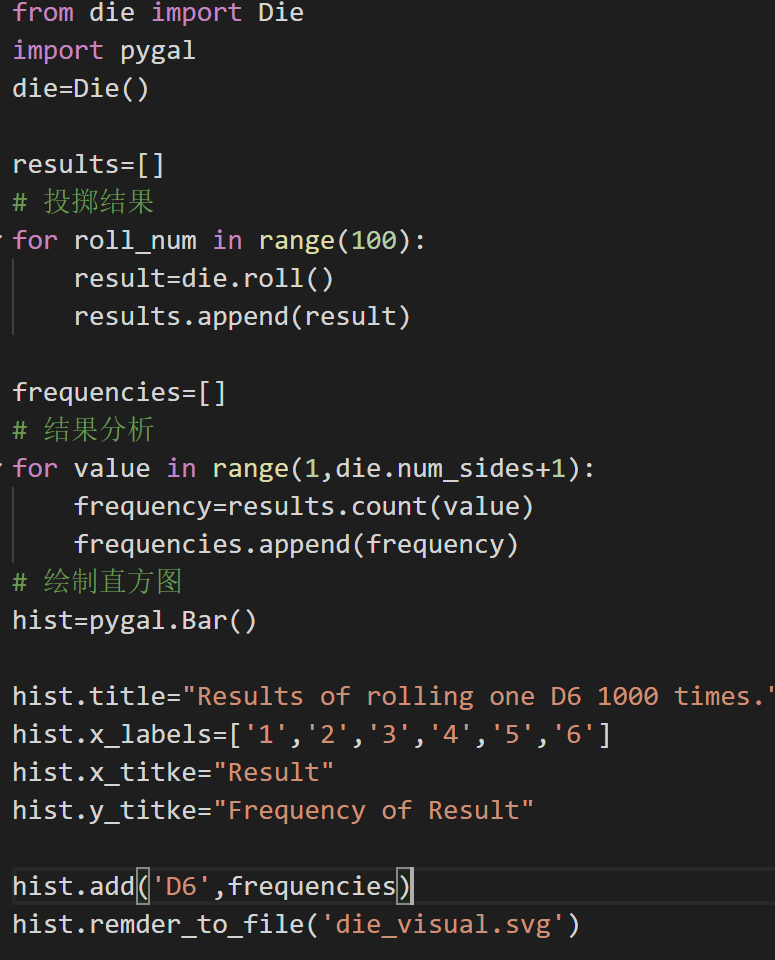 from die import Die
import pygal
die=Die()
results=[]
# 投掷结果
for roll_num in range(100):
result=die.roll()
results.append(result)
frequencies=[]
# 结果分析
for value in range(1,die.num_sides+1):
frequency=results.count(value)
frequencies.append(frequency)
# 绘制直方图
hist=pygal.Bar()
hist.title="Results of rolling one D6 1000 times."
hist.x_labels=['1','2','3','4','5','6']
hist.x_titke="Result"
hist.y_titke="Frequency of Result"
hist.add('D6',frequencies)
hist.remder_to_file('die_visual.svg')